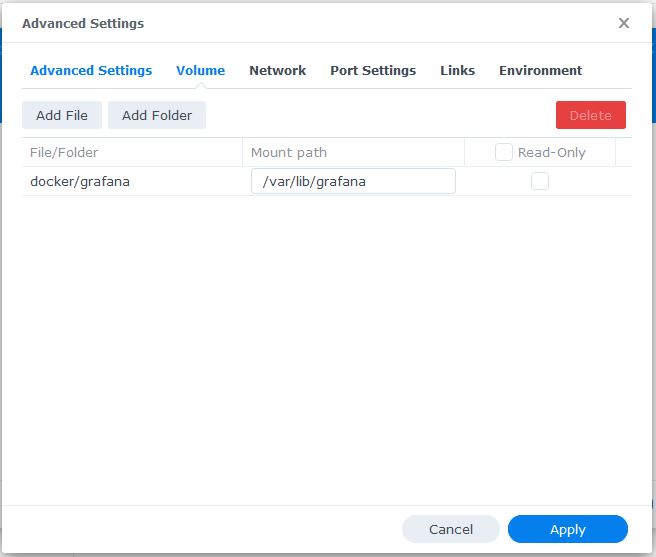 Advanced Settings
Advanced Settings Volume Network Port Settings Links Environment
Add File Add Folder Delete
File/Folder Mount path Read-Only
docker/grafana /var/lib/grafana
Cancel Apply